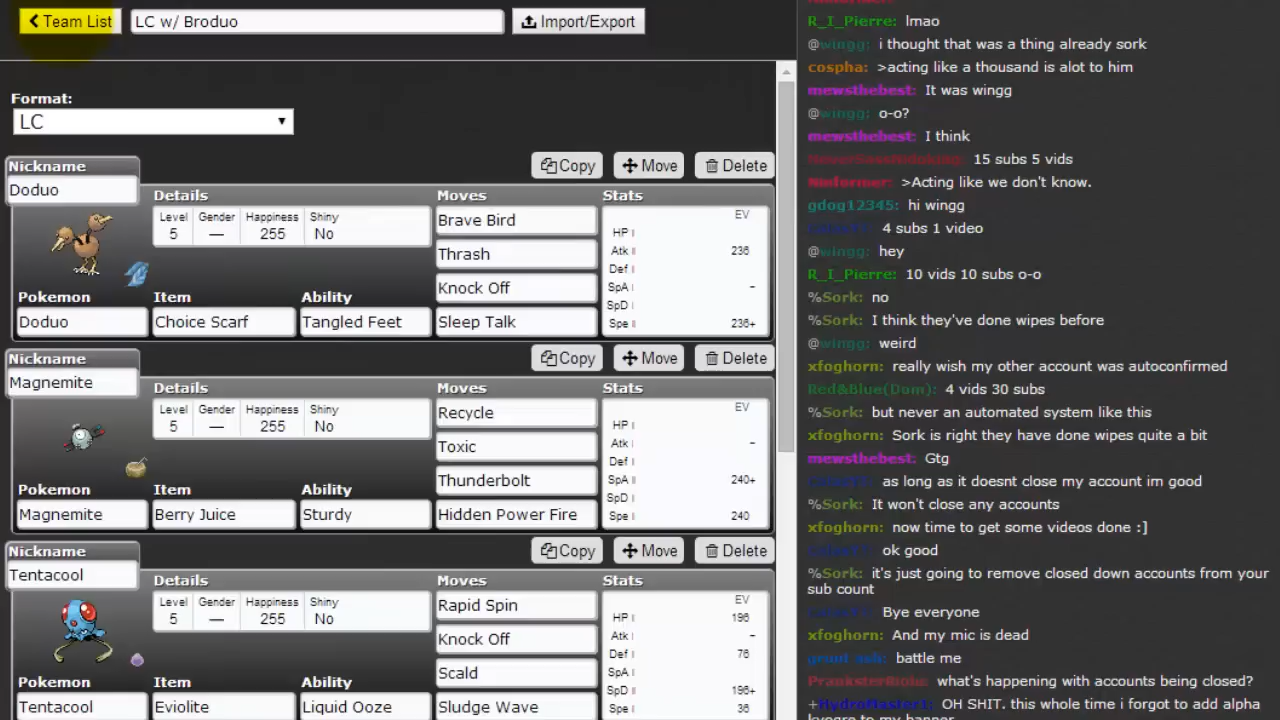 Team List
LC w/ Broduo
Import/Export
Format:
LC
Nickname
Doduo
Copy
Move
Delete
Details
Moves
Stats
Level
Gender
Happiness
Shiny
5
—
255
No
Brave Bird
Thrash
Knock Off
Sleep Talk
EV
HP
Atk 236
Def
SpA -
SpD
Spe 236+
Pokemon
Item
Ability
Doduo
Choice Scarf
Tangled Feet
Nickname
Magnemite
Copy
Move
Delete
Details
Moves
Stats
Level
Gender
Happiness
Shiny
5
—
255
No
Recycle
Toxic
Thunderbolt
Hidden Power Fire
EV
HP
Atk -
Def
SpA 240+
SpD
Spe 240
Pokemon
Item
Ability
Magnemite
Berry Juice
Sturdy
Nickname
Tentacool
Copy
Move
Delete
Details
Moves
Stats
Level
Gender
Happiness
Shiny
5
—
255
No
Rapid Spin
Knock Off
Scald
Sludge Wave
EV
HP 196
Atk -
Def 76
SpA
SpD 196+
Spe 36
Pokemon
Item
Ability
Tentacool
Eviolite
Liquid Ooze
R_I_Pierre: lmao
@wingg: i thought that was a thing already sork
cospha: >acting like a thousand is alot to him
mewsthebest: It was wingg
@wingg: o-o?
mewsthebest: I think
15 subs 5 vids
>Acting like we don't know.
gdog12345: hi wingg
4 subs 1 video
@wingg: hey
R_I_Pierre: 10 vids 10 subs o-o
%Sork: no
%Sork: I think they've done wipes before
@wingg: weird
xfoghorn: really wish my other account was autoconfirmed
Red&Blue(Dom): 4 vids 30 subs
%Sork: but never an automated system like this
xfoghorn: Sork is right they have done wipes quite a bit
mewsthebest: Gtg
as long as it doesnt close my account im good
%Sork: It won't close any accounts
xfoghorn: now time to get some videos done :]
ok good
%Sork: it's just going to remove closed down accounts from your
sub count
Bye everyone
xfoghorn: And my mic is dead
battle me
what's happening with accounts being closed?
OH SHIT. this whole time i forgot to add alpha
kyogre to my banner